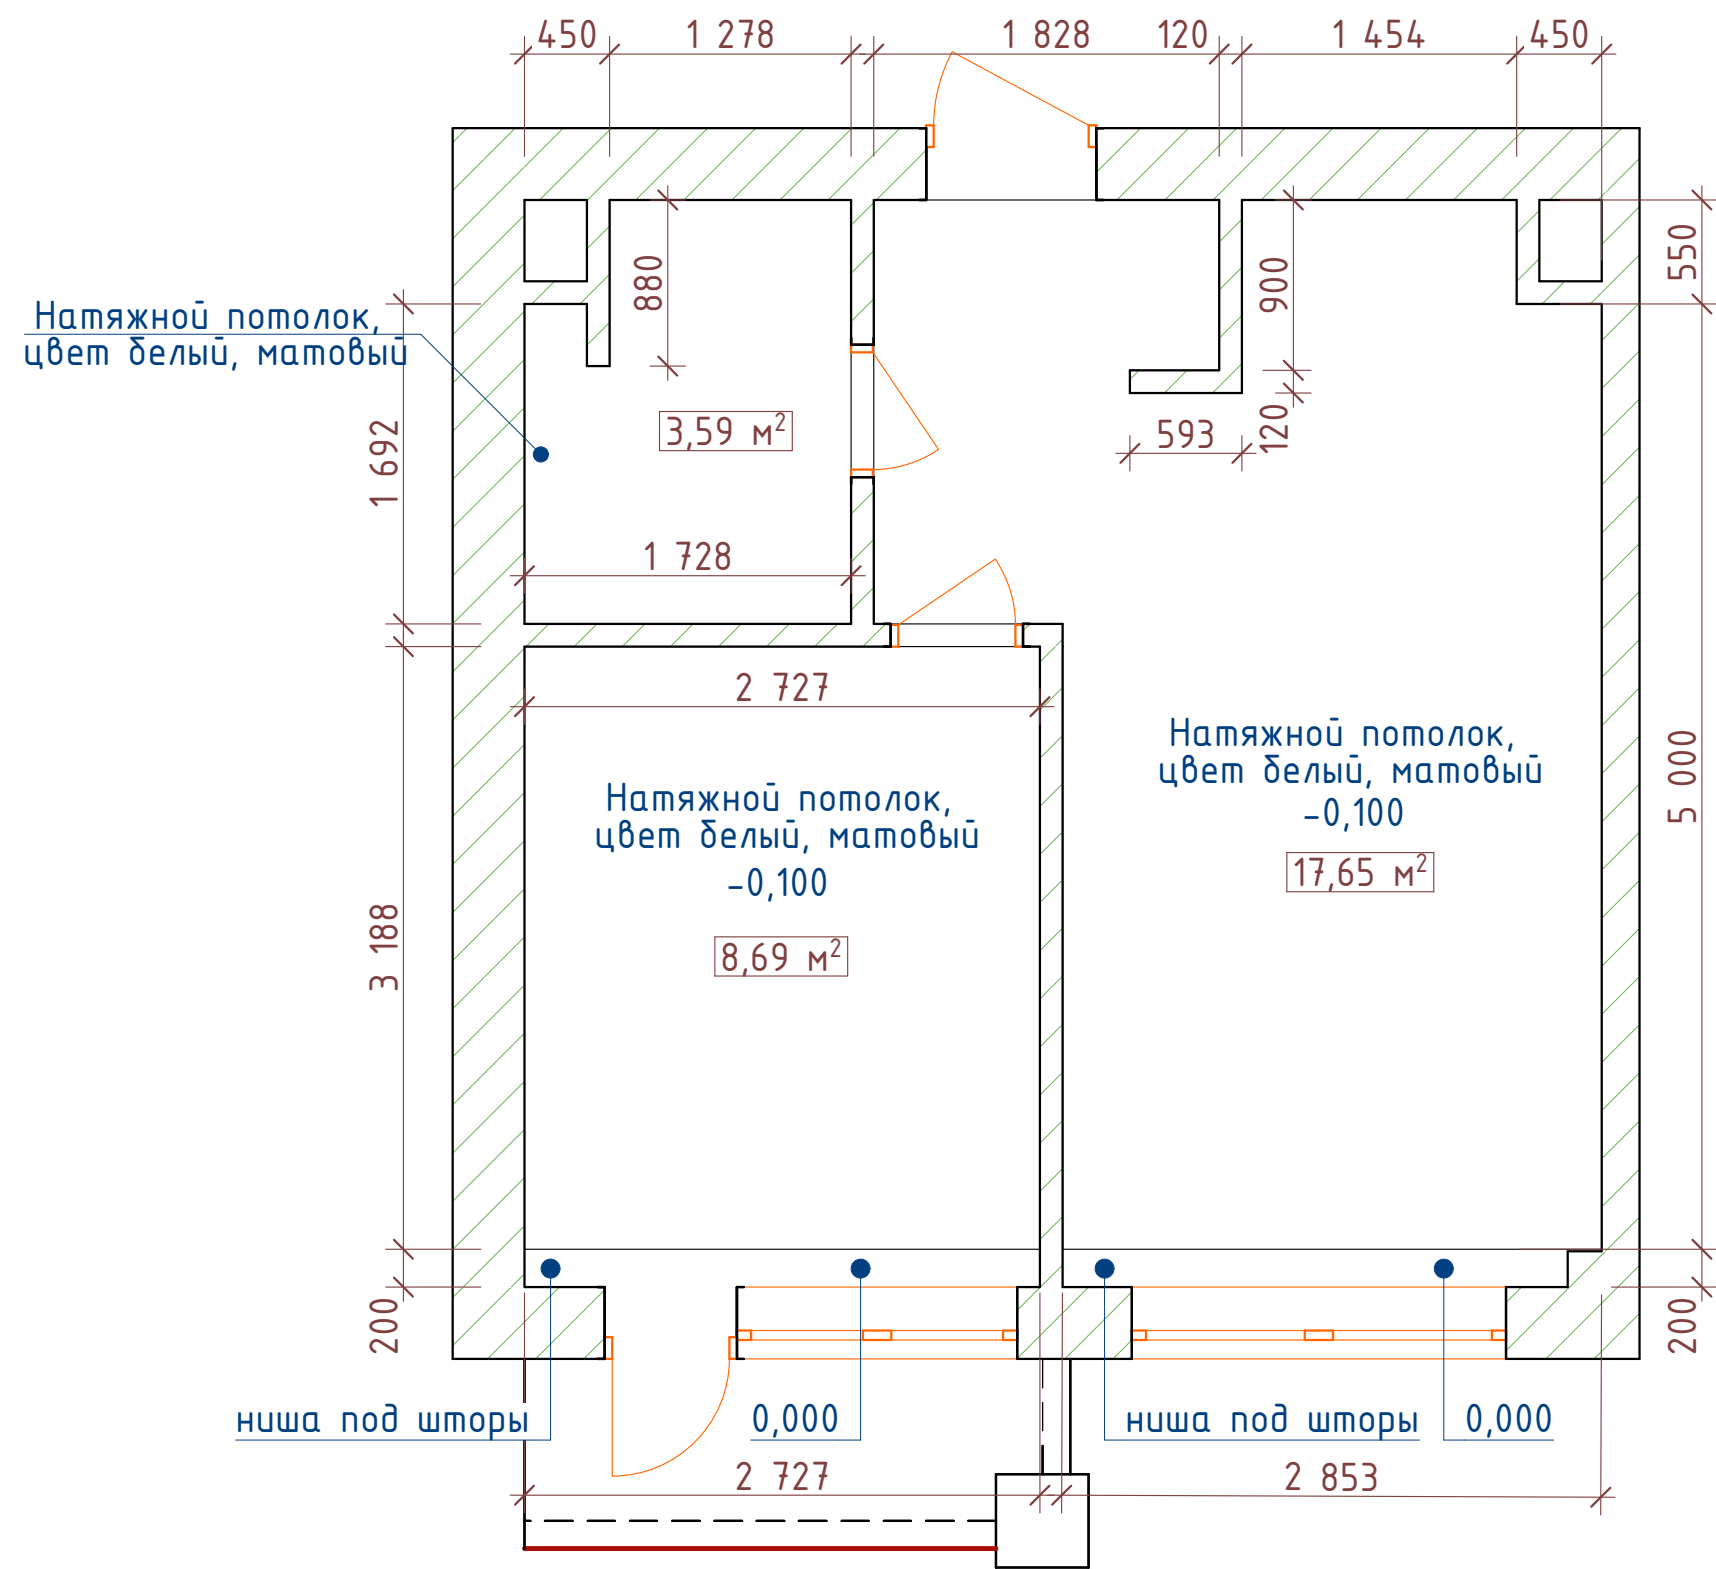 450
1 278
1 828
120
1 454
450
880
900
550
Натяжной потолок,
цвет белый, матовый
3,59 м²
593
120
1 692
1 728
2 727
Натяжной потолок,
цвет белый, матовый
-0,100
17,65 м²
5 000
Натяжной потолок,
цвет белый, матовый
-0,100
8,69 м²
3 188
200
200
ниша под шторы
0,000
ниша под шторы
0,000
2 727
2 853